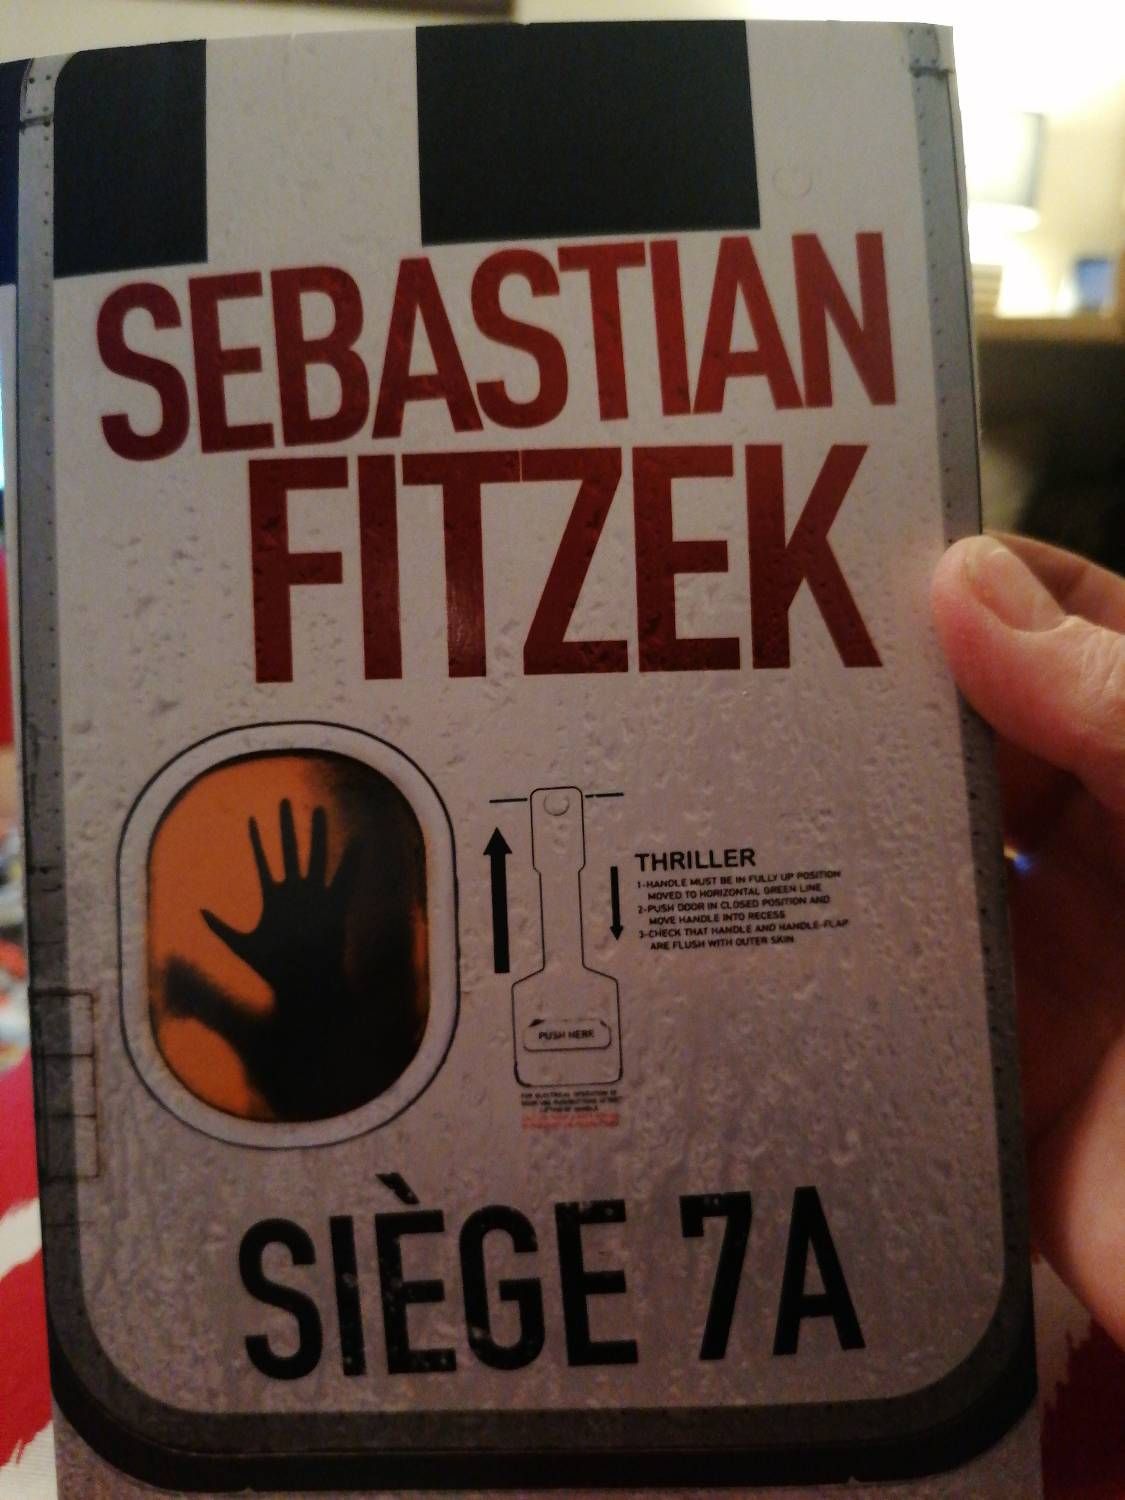 SEBASTIAN
FITZEK
THRILLER
1-HANDLE MUST BE IN FULLY UP POSITION
MOVED TO HORIZONTAL GREEN LINE
2-PUSH DOOR IN CLOSED POSITION AND
MOVE HANDLE INTO RECESS
3-CHECK THAT HANDLE AND HANDLE-FLAP
ARE FLUSH WITH OUTER SKIN
PUSH HERE
SIÈGE 7A